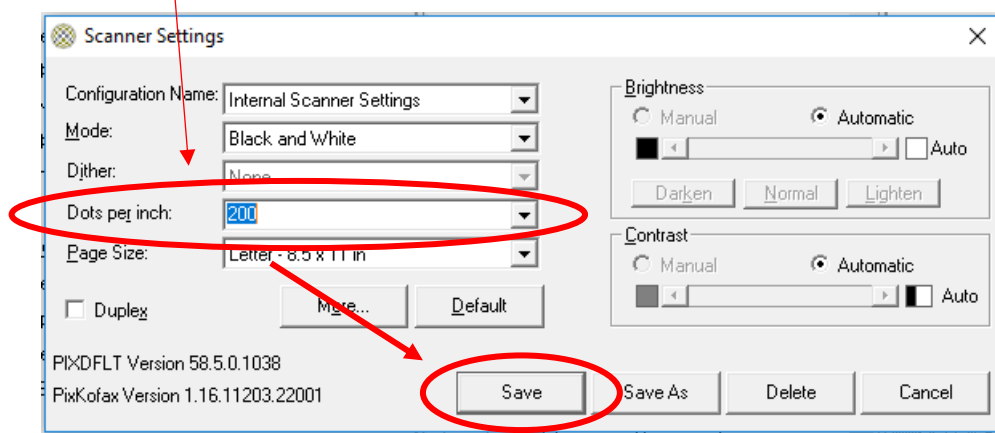 Scanner Settings
Configuration Name: Internal Scanner Settings
Mode: Black and White
Dither: None
Dots per inch: 200
Page Size: Letter - 8.5 x 11 in
Duplex
More... Default
Brightness
Manual Automatic
Auto
Darken Normal Lighten
Contrast
Manual Automatic
Auto
PIXDFLT Version 58.5.0.1038
PixKofax Version 1.16.11203.22001
Save Save As Delete Cancel